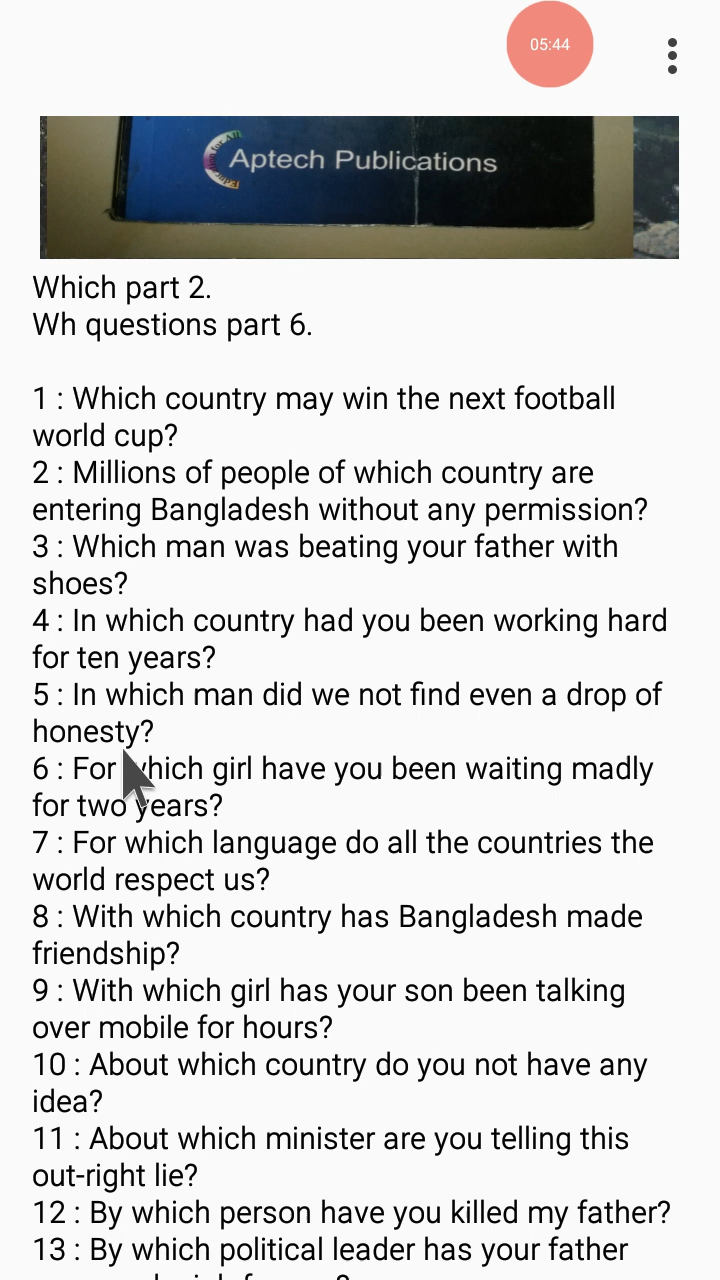 05:44
Education for All
Aptech Publications
Which part 2.
Wh questions part 6.
1 : Which country may win the next football
world cup?
2 : Millions of people of which country are
entering Bangladesh without any permission?
3 : Which man was beating your father with
shoes?
4 : In which country had you been working hard
for ten years?
5 : In which man did we not find even a drop of
honesty?
6 : For which girl have you been waiting madly
for two years?
7 : For which language do all the countries the
world respect us?
8 : With which country has Bangladesh made
friendship?
9 : With which girl has your son been talking
over mobile for hours?
10 : About which country do you not have any
idea?
11 : About which minister are you telling this
out-right lie?
12 : By which person have you killed my father?
13 : By which political leader has your father